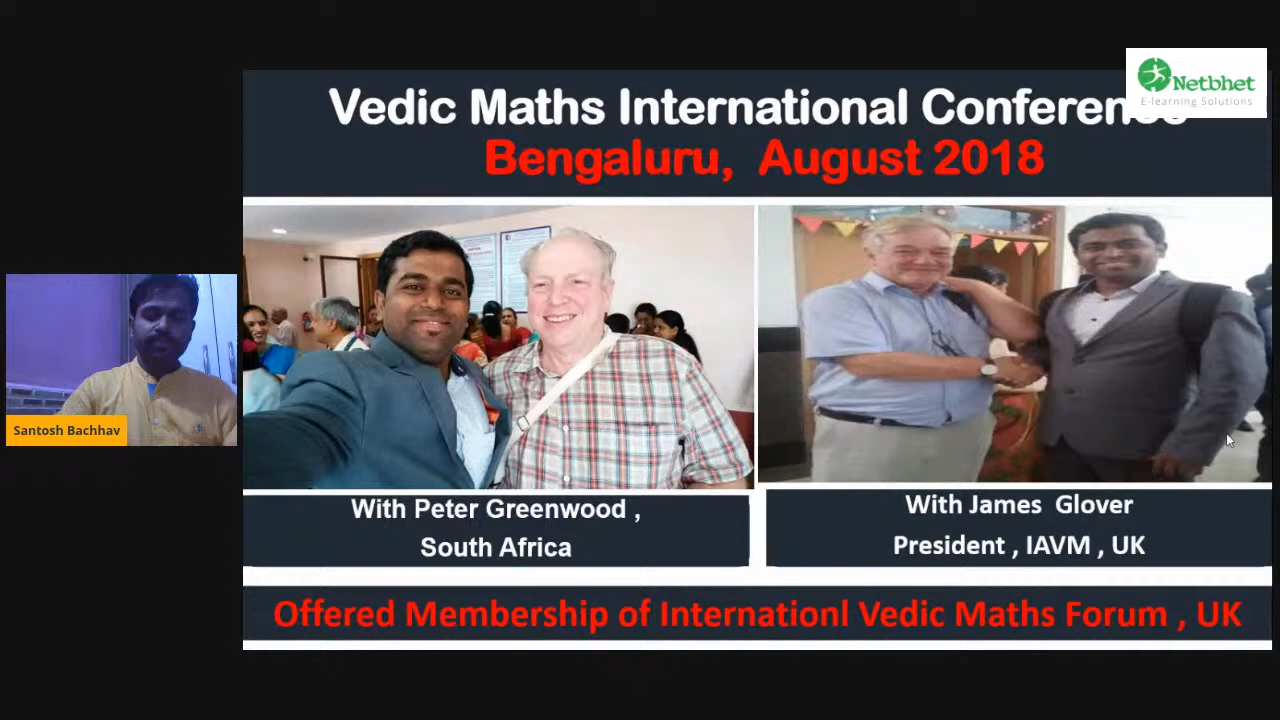 Vedic Maths International Conference
Bengaluru, August 2018
Netbhet
E-learning Solutions
Santosh Bachhav
With Peter Greenwood ,
South Africa
With James Glover
President , IAVM , UK
Offered Membership of Internationl Vedic Maths Forum , UK